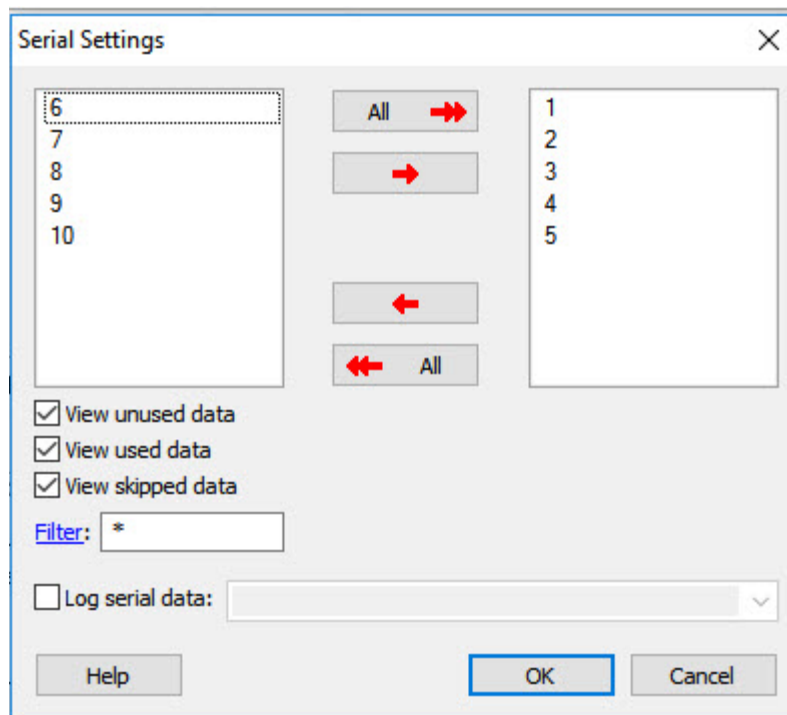 Serial Settings
6
7
8
9
10
All
All
1
2
3
4
5
View unused data
View used data
View skipped data
Filter: *
Log serial data:
Help
OK
Cancel